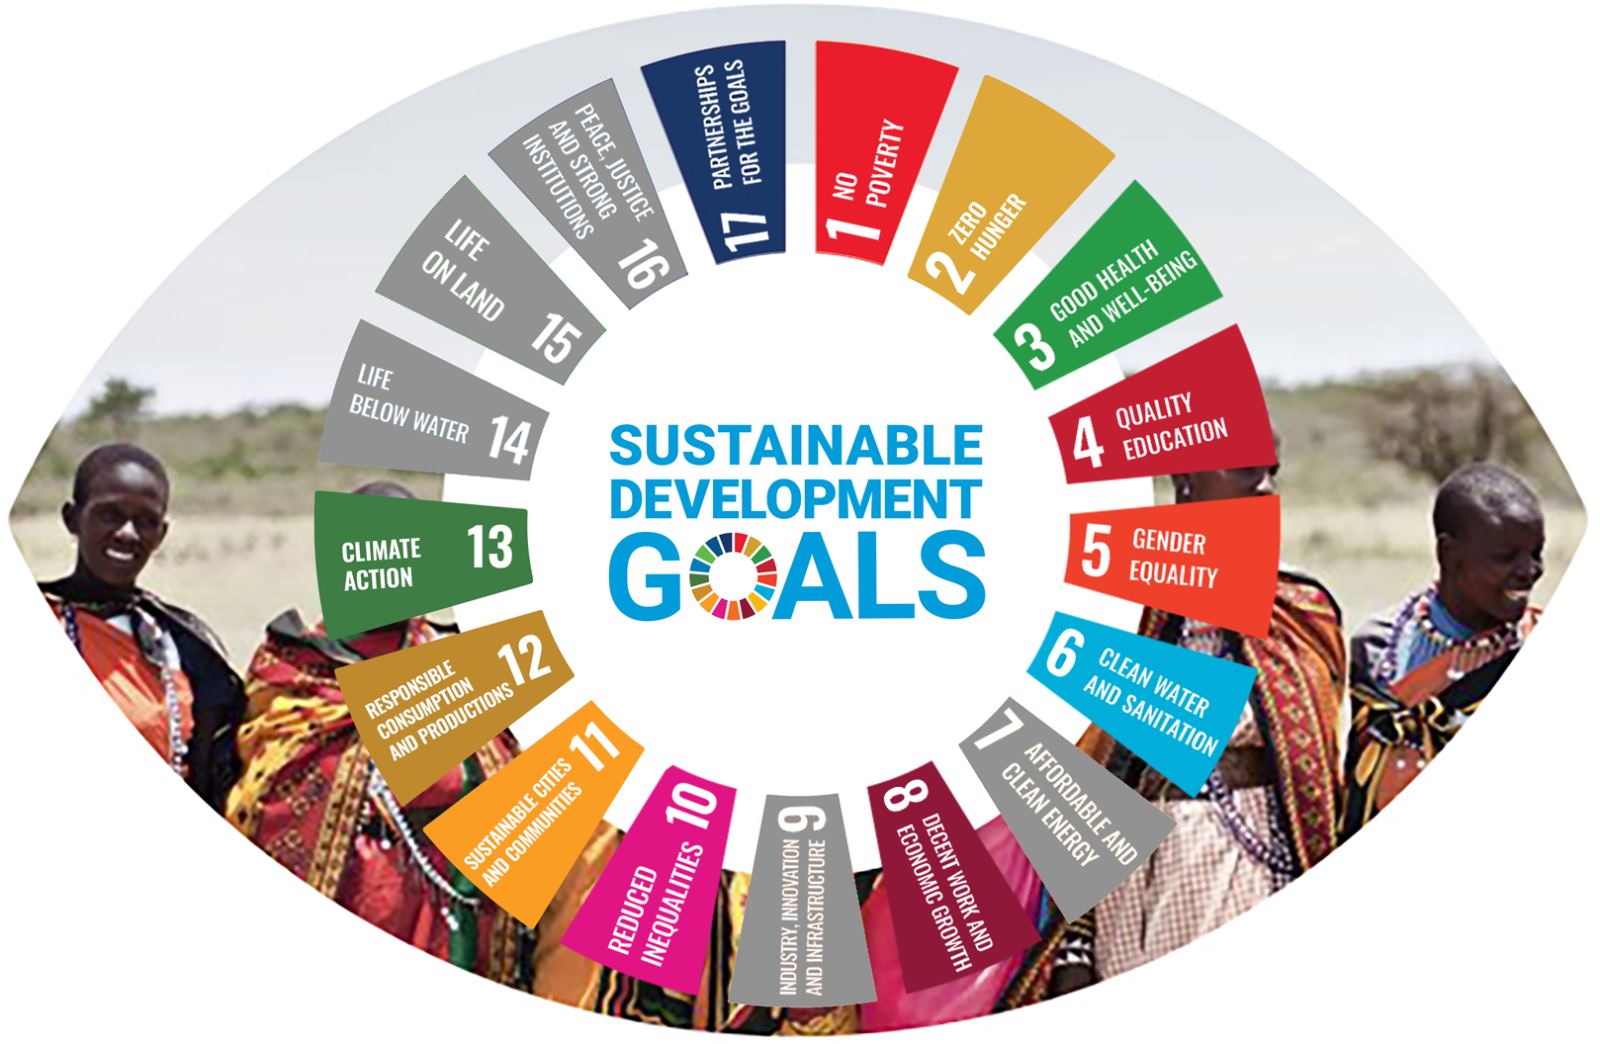 SUSTAINABLE
DEVELOPMENT
GOALS
1 NO
POVERTY
2 ZERO
HUNGER
3 GOOD HEALTH
AND WELL-BEING
4 QUALITY
EDUCATION
5 GENDER
EQUALITY
6 CLEAN WATER
AND SANITATION
7 AFFORDABLE AND
CLEAN ENERGY
8 DECENT WORK AND
ECONOMIC GROWTH
9 INDUSTRY, INNOVATION
AND INFRASTRUCTURE
10 REDUCED
INEQUALITIES
11 SUSTAINABLE CITIES
AND COMMUNITIES
12 RESPONSIBLE
CONSUMPTION
AND PRODUCTIONS
13 CLIMATE
ACTION
14 LIFE
BELOW WATER
15 LIFE
ON LAND
16 PEACE, JUSTICE
AND STRONG
INSTITUTIONS
17 PARTNERSHIPS
FOR THE GOALS